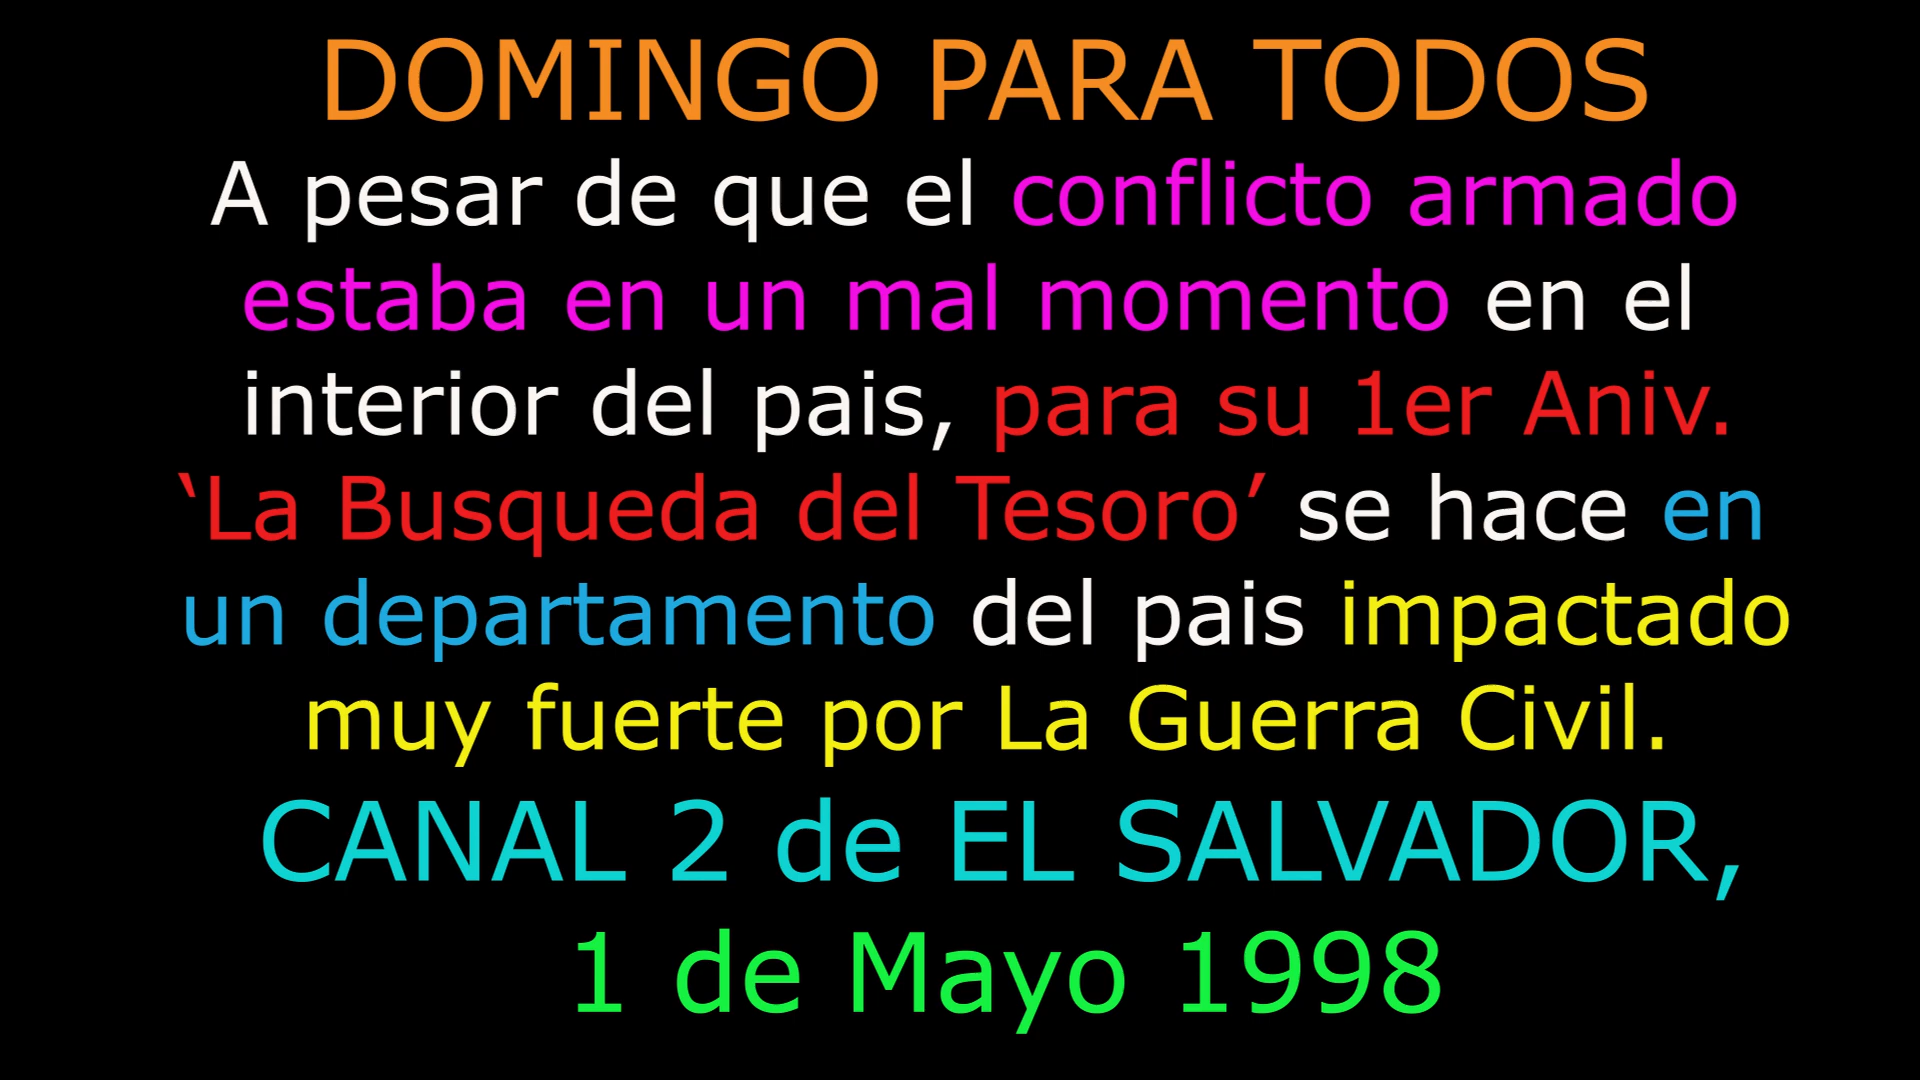 DOMINGO PARA TODOS
A pesar de que el conflicto armado
estaba en un mal momento en el
interior del pais, para su 1er Aniv.
‘La Busqueda del Tesoro’ se hace en
un departamento del pais impactado
muy fuerte por La Guerra Civil.
CANAL 2 de EL SALVADOR,
1 de Mayo 1998